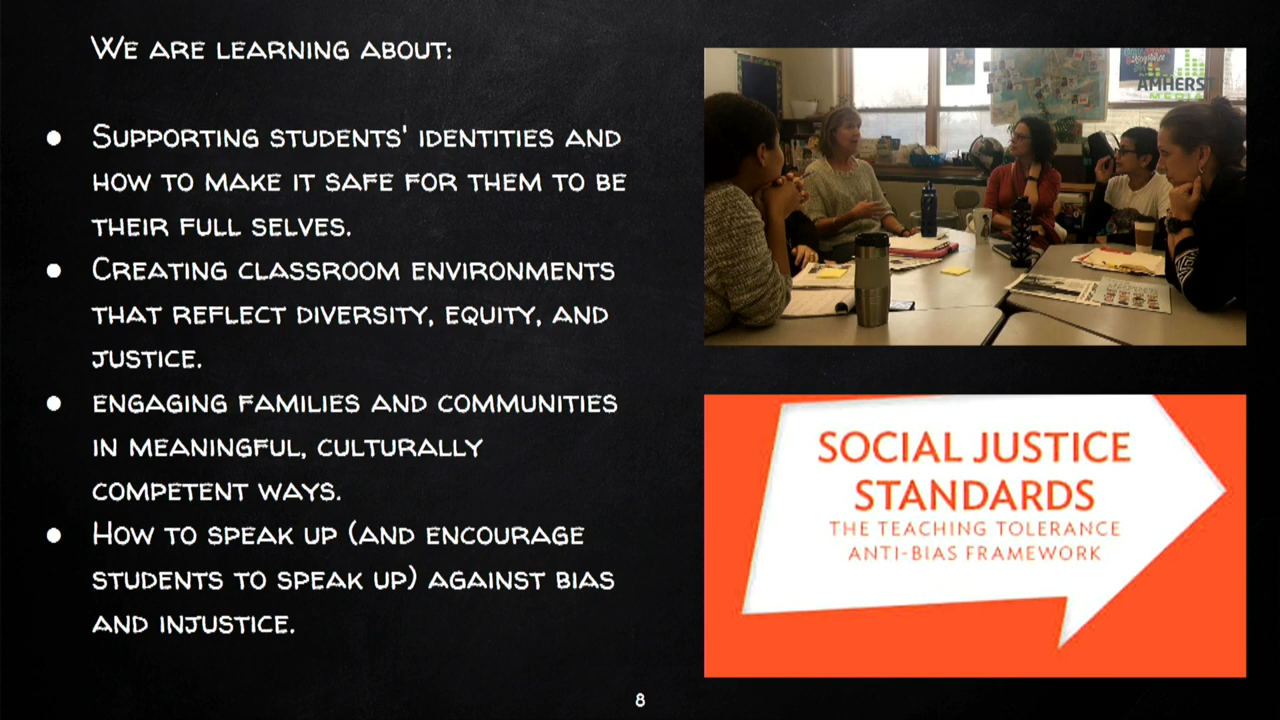 We are learning about:
● Supporting students' identities and
how to make it safe for them to be
their full selves.
● Creating classroom environments
that reflect diversity, equity, and
justice.
● engaging families and communities
in meaningful, culturally
competent ways.
● How to speak up (and encourage
students to speak up) against bias
and injustice.
AMHERST
MEDIA
SOCIAL JUSTICE
STANDARDS
THE TEACHING TOLERANCE
ANTI-BIAS FRAMEWORK
8